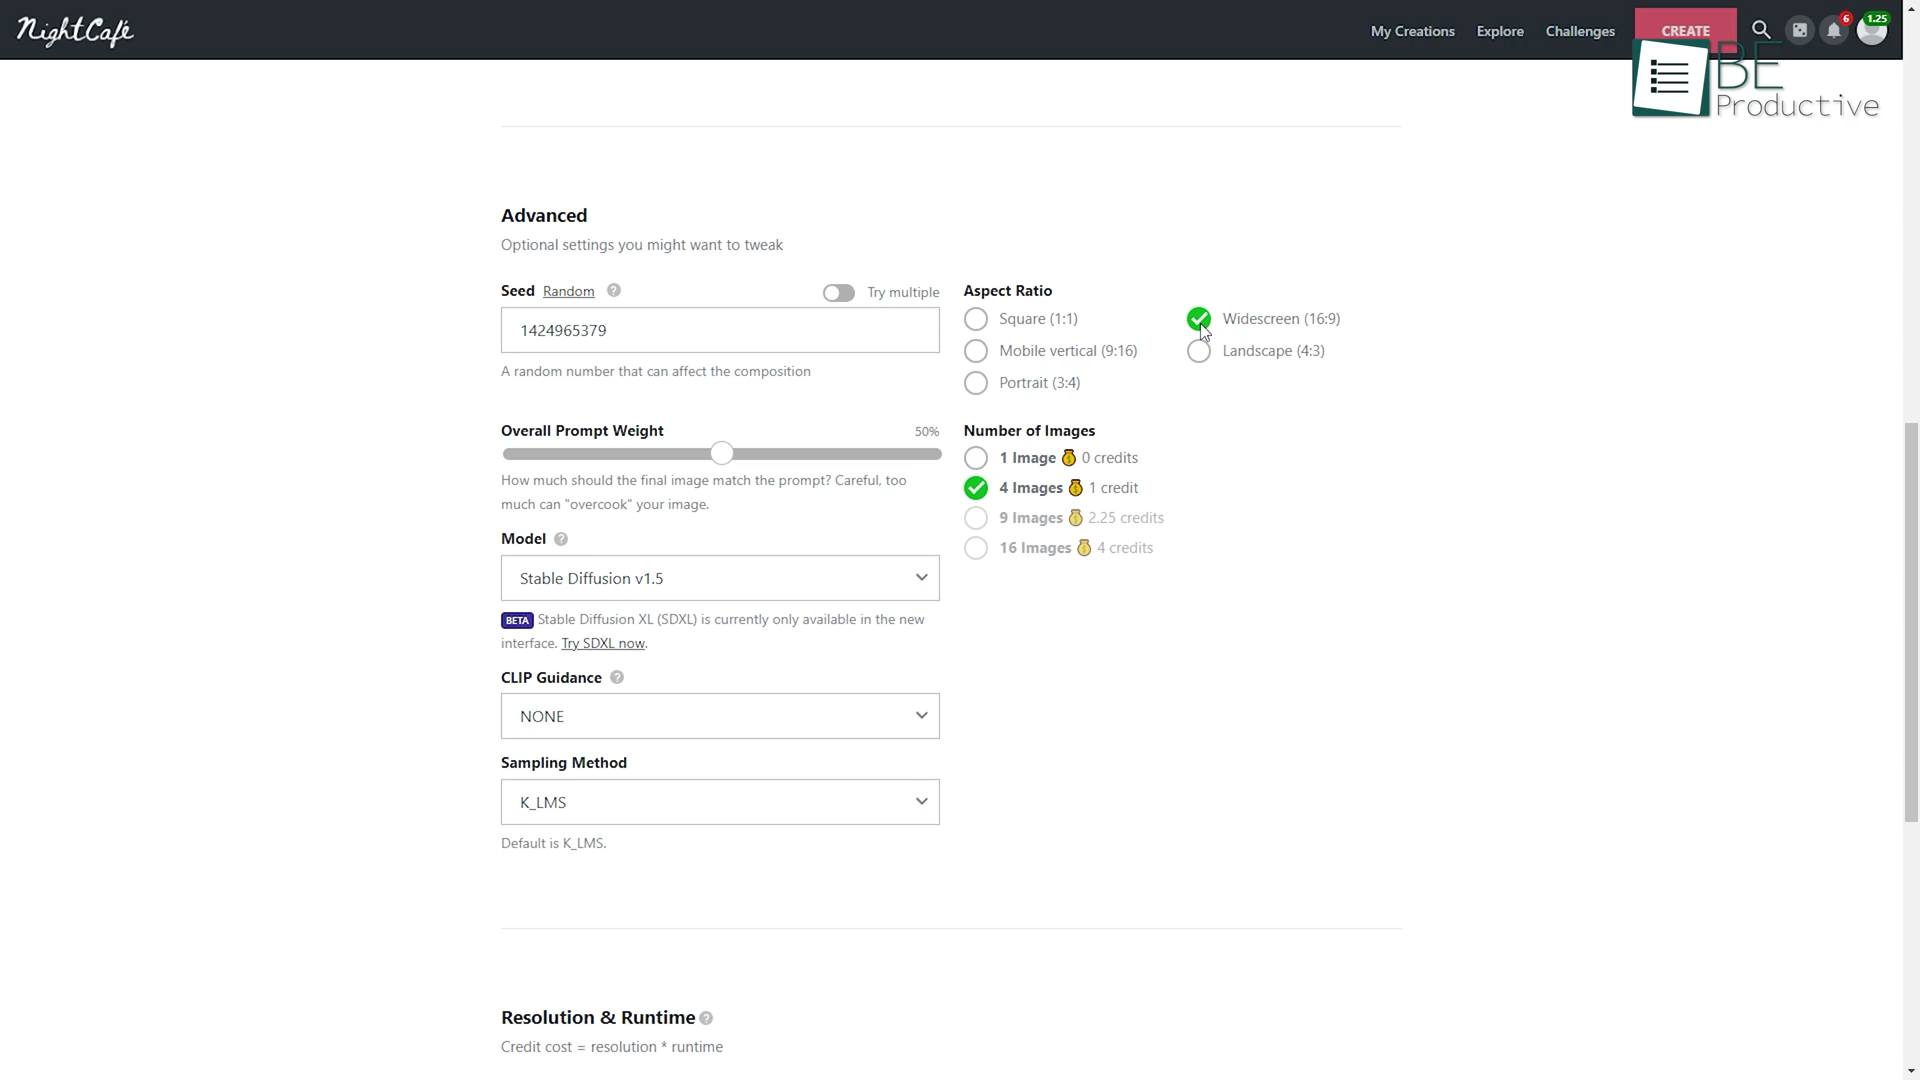 NightCafé
My Creations
Explore
Challenges
CREATE
6
1.25
BE
Productive
Advanced
Optional settings you might want to tweak
Seed Random ?
Try multiple
1424965379
A random number that can affect the composition
Aspect Ratio
Square (1:1)
Widescreen (16:9)
Mobile vertical (9:16)
Landscape (4:3)
Portrait (3:4)
Overall Prompt Weight
50%
How much should the final image match the prompt? Careful, too
much can "overcook" your image.
Number of Images
1 Image 0 credits
4 Images 1 credit
9 Images 2.25 credits
16 Images 4 credits
Model ?
Stable Diffusion v1.5
BETA Stable Diffusion XL (SDXL) is currently only available in the new
interface. Try SDXL now.
CLIP Guidance ?
NONE
Sampling Method
K_LMS
Default is K_LMS.
Resolution & Runtime ?
Credit cost = resolution * runtime